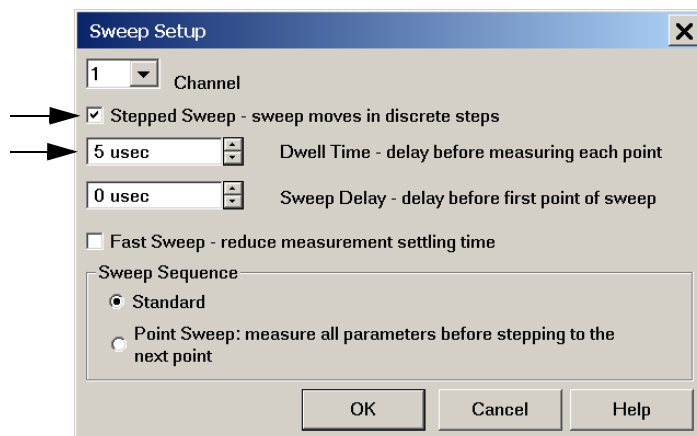 Sweep Setup
1
Channel
Stepped Sweep - sweep moves in discrete steps
5 usec
Dwell Time - delay before measuring each point
0 usec
Sweep Delay - delay before first point of sweep
Fast Sweep - reduce measurement settling time
Sweep Sequence
Standard
Point Sweep: measure all parameters before stepping to the
next point
OK
Cancel
Help